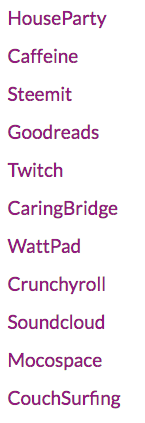 HouseParty
Caffeine
Steemit
Goodreads
Twitch
CaringBridge
WattPad
Crunchyroll
Soundcloud
Mocospace
CouchSurfing